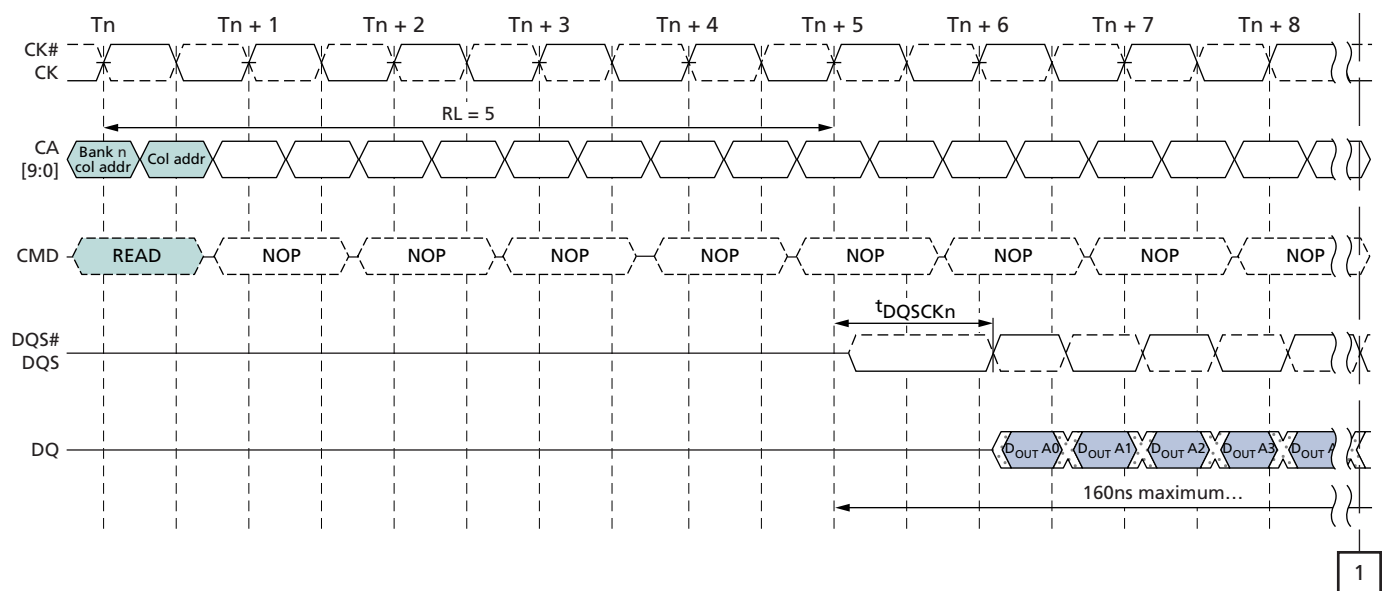 Tn Tn + 1 Tn + 2 Tn + 3 Tn + 4 Tn + 5 Tn + 6 Tn + 7 Tn + 8
CK#
CK
RL = 5
CA
[9:0]
Bank n
col addr
Col addr
CMD READ NOP NOP NOP NOP NOP NOP NOP NOP
tDQSCKn
DQS#
DQS
DQ DOUT A0 DOUT A1 DOUT A2 DOUT A3 DOUT A
160ns maximum…
1